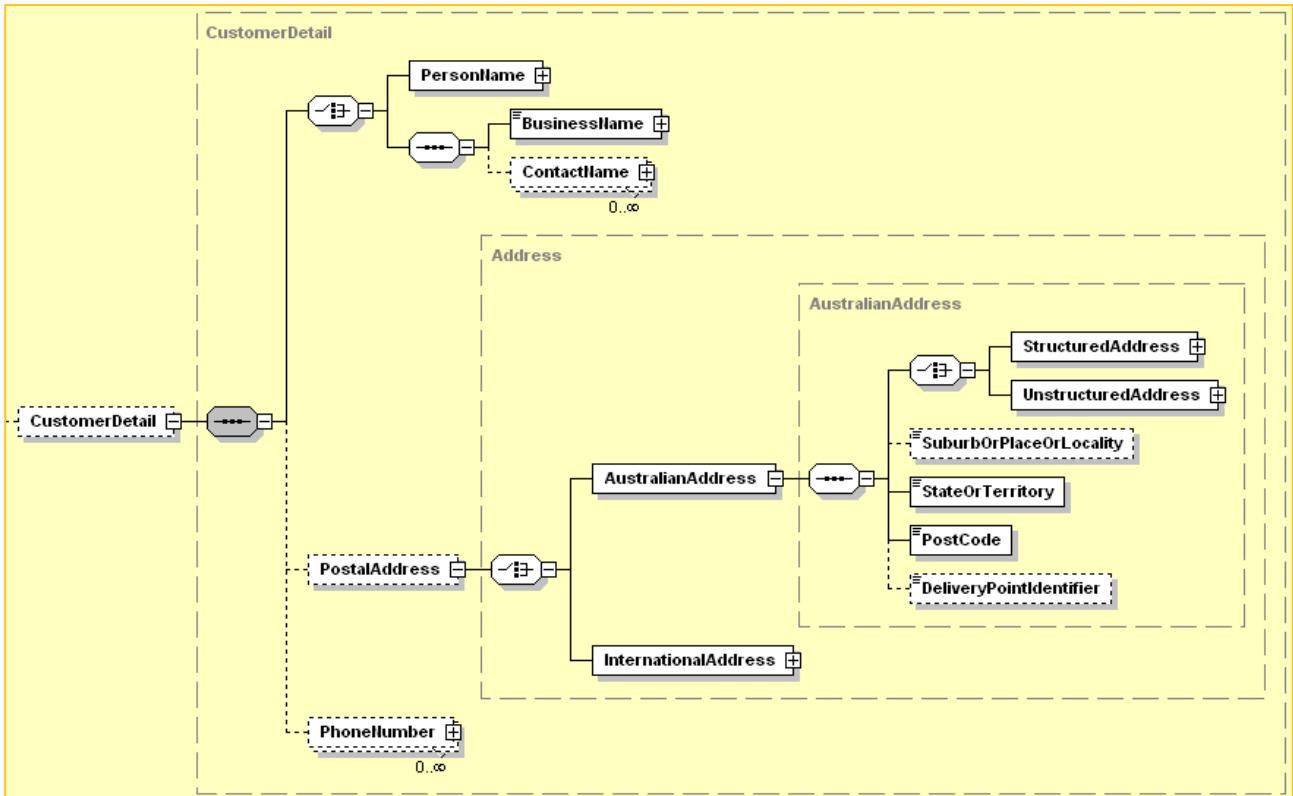 CustomerDetail
PersonName
BusinessName
ContactName
0..∞
Address
AustralianAddress
StructuredAddress
UnstructuredAddress
CustomerDetail
SuburbOrPlaceOrLocality
AustralianAddress
StateOrTerritory
PostCode
PostalAddress
DeliveryPointIdentifier
InternationalAddress
PhoneNumber
0..∞